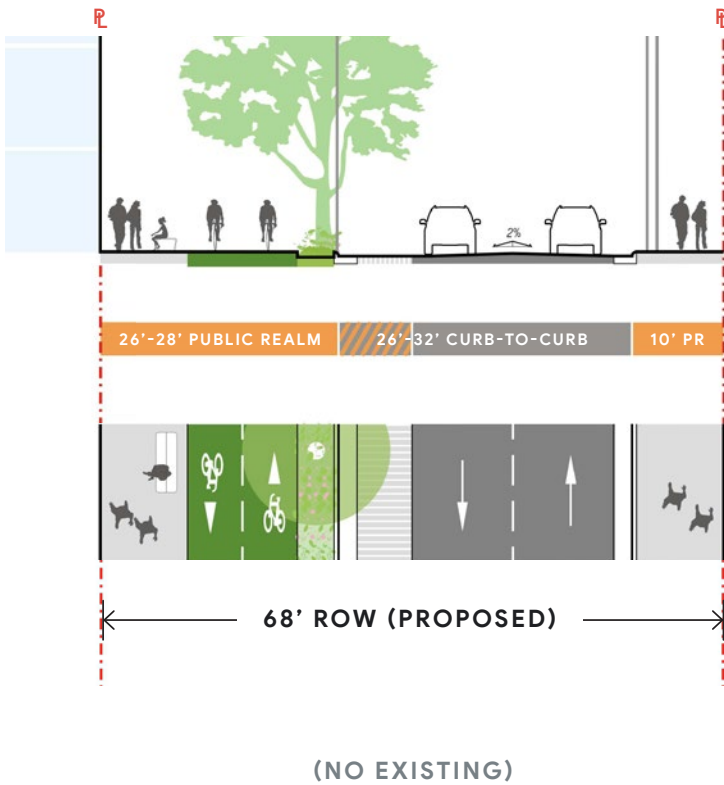 PL
PL
2%
26’-28’ PUBLIC REALM 26’-32’ CURB-TO-CURB 10’ PR
68’ ROW (PROPOSED)
(NO EXISTING)